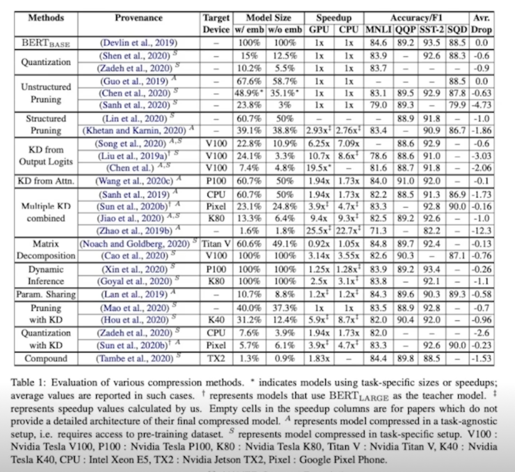 Methods Provenance Target Device Model Size w/ emb w/o emb Speedup GPU CPU Accuracy/F1 MNLI QQP SST-2 SQD Avr. Drop
BERTBASE (Devlin et al., 2019) – 100% 100% 1x 1x 84.6 89.2 93.5 88.5 0.0
Quantization (Shen et al., 2020) S – 15% 12.5% 1x 1x 83.9 – 92.6 88.3 -0.6
(Zadeh et al., 2020) S – 10.2% 5.5% 1x 1x 83.7 – – – -0.9
Unstructured Pruning (Guo et al., 2019) A – 67.6% 58.7% 1x 1x – – – 88.5 0.0
(Chen et al., 2020) S – 48.9%* 35.1%* 1x 1x 83.1 89.5 92.9 87.8 -0.63
(Sanh et al., 2020) S – 23.8% 3% 1x 1x 79.0 89.3 – 79.9 -4.73
Structured Pruning (Lin et al., 2020) S – 60.7% 50% – – – 88.9 91.8 – -1.0
(Khetan and Karnin, 2020) A – 39.1% 38.8% 2.93x‡ 2.76x‡ 83.4 – 90.9 86.7 -1.86
KD from Output Logits (Song et al., 2020) A,S V100 22.8% 10.9% 6.25x 7.09x – 88.6 92.9 – -0.6
(Liu et al., 2019a)† S V100 24.1% 3.3% 10.7x 8.6x‡ 78.6 88.6 91.0 – -3.03
(Chen et al.) A,S V100 7.4% 4.8% 19.5x* – 81.6 88.7 91.8 – -2.06
KD from Attn. (Wang et al., 2020c) A P100 60.7% 50% 1.94x 1.73x 84.0 91.0 92.0 – -0.1
Multiple KD combined (Sanh et al., 2019) A CPU 60.7% 50% 1.94x 1.73x 82.2 88.5 91.3 86.9 -1.73
(Sun et al., 2020b)† A Pixel 23.1% 24.8% 3.9x‡ 4.7x‡ 83.3 – 92.8 90.0 -0.16
(Jiao et al., 2020) A,S K80 13.3% 6.4% 9.4x 9.3x‡ 82.5 89.2 92.6 – -1.0
(Zhao et al., 2019b) A – 1.6% 1.8% 25.5x‡ 22.7x‡ 71.3 – 82.2 – -12.3
Matrix Decomposition (Noach and Goldberg, 2020) S Titan V 60.6% 49.1% 0.92x 1.05x 84.8 89.7 92.4 – -0.13
(Cao et al., 2020) S V100 100% 100% 3.14x 3.55x 82.6 90.3 – 87.1 -0.76
Dynamic Inference (Xin et al., 2020) S P100 100% 100% 1.25x 1.28x‡ 83.9 89.2 93.4 – -0.26
(Goyal et al., 2020) S K80 100% 100% 2.5x 3.1x‡ 83.8 – 92.1 – -1.1
Param. Sharing (Lan et al., 2019) A – 10.7% 8.8% 1.2x‡ 1.2x‡ 84.3 89.6 90.3 89.3 -0.58
Pruning with KD (Mao et al., 2020) S – 40.0% 37.3% 1x 1x 83.5 88.9 92.8 – -0.7
(Hou et al., 2020) S K40 31.2% 12.4% 5.9x‡ 8.7x‡ 82.0 90.4 92.0 – -0.96
Quantization with KD (Zadeh et al., 2020) S CPU 7.6% 3.9% 1.94x 1.73x 82.0 – – – -2.6
(Sun et al., 2020b)† A Pixel 5.7% 6.1% 3.9x‡ 4.7x‡ 83.3 – 92.6 90.0 -0.23
Compound (Tambe et al., 2020) S TX2 1.3% 0.9% 1.83x – 84.4 89.8 88.5 – -1.53
Table 1: Evaluation of various compression methods. * indicates models using task-specific sizes or speedups;
average values are reported in such cases. † represents models that use BERTLARGE as the teacher model. ‡
represents speedup values calculated by us. Empty cells in the speedup columns are for papers which do not
provide a detailed architecture of their final compressed model. A represents model compressed in a task-agnostic
setup, i.e. requires access to pre-training dataset. S represents model compressed in task-specific setup. V100 :
Nvidia Tesla V100, P100 : Nvidia Tesla P100, K80 : Nvidia Tesla K80, Titan V : Nvidia Titan V, K40 : Nvidia
Tesla K40, CPU : Intel Xeon E5, TX2 : Nvidia Jetson TX2, Pixel : Google Pixel Phone.